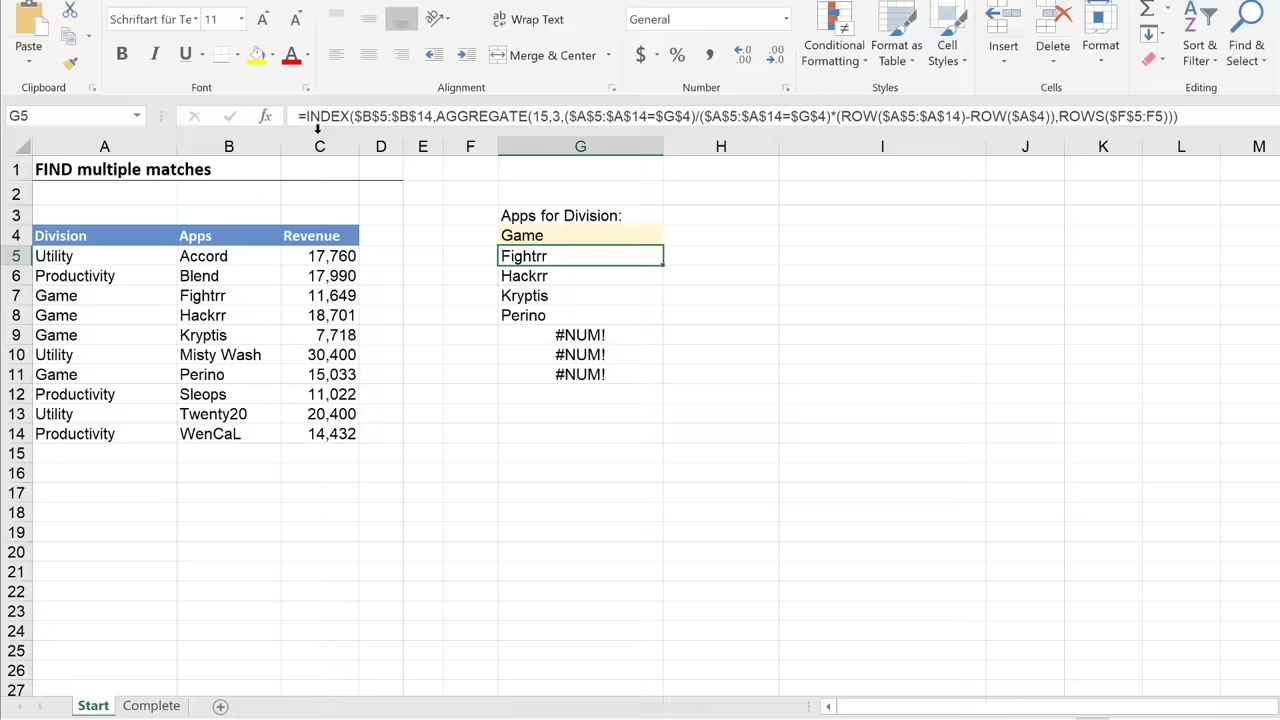 Schriftart für Te 11
Wrap Text
General
Paste
B I U
Merge & Center
$ % ,
Conditional Formatting
Format as Table
Cell Styles
Insert
Delete
Format
Sort & Filter
Find & Select
Clipboard
Font
Alignment
Number
Styles
Cells
Editing
G5
fx
=INDEX($B$5:$B$14,AGGREGATE(15,3,($A$5:$A$14=$G$4)/($A$5:$A$14=$G$4)*(ROW($A$5:$A$14)-ROW($A$4)),ROWS($F$5:F5)))
A B C D E F G H I J K L M
1 FIND multiple matches
2
3 Apps for Division:
4 Division Apps Revenue Game
5 Utility Accord 17,760 Fightrr
6 Productivity Blend 17,990 Hackrr
7 Game Fightrr 11,649 Kryptis
8 Game Hackrr 18,701 Perino
9 Game Kryptis 7,718 #NUM!
10 Utility Misty Wash 30,400 #NUM!
11 Game Perino 15,033 #NUM!
12 Productivity Sleops 11,022
13 Utility Twenty20 20,400
14 Productivity WenCaL 14,432
15
16
17
18
19
20
21
22
23
24
25
26
27
Start Complete